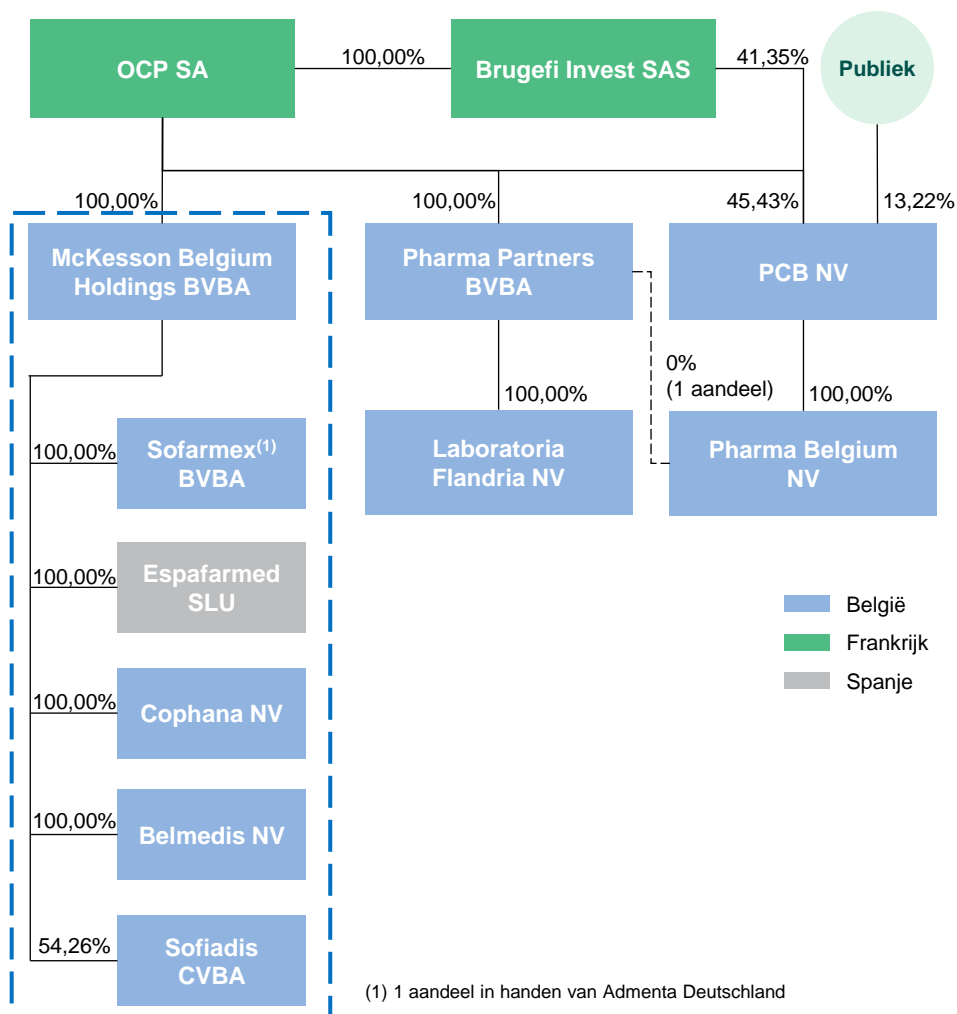 OCP SA
100,00%
Brugefi Invest SAS
41,35%
Publiek
100,00%
100,00%
45,43%
13,22%
McKesson Belgium
Holdings BVBA
Pharma Partners
BVBA
PCB NV
0%
(1 aandeel)
100,00%
100,00%
100,00%
Sofarmex(1)
BVBA
Laboratoria
Flandria NV
Pharma Belgium
NV
100,00%
Espafarmed
SLU
België
Frankrijk
Spanje
100,00%
Cophana NV
100,00%
Belmedis NV
54,26%
Sofiadis
CVBA
(1) 1 aandeel in handen van Admenta Deutschland